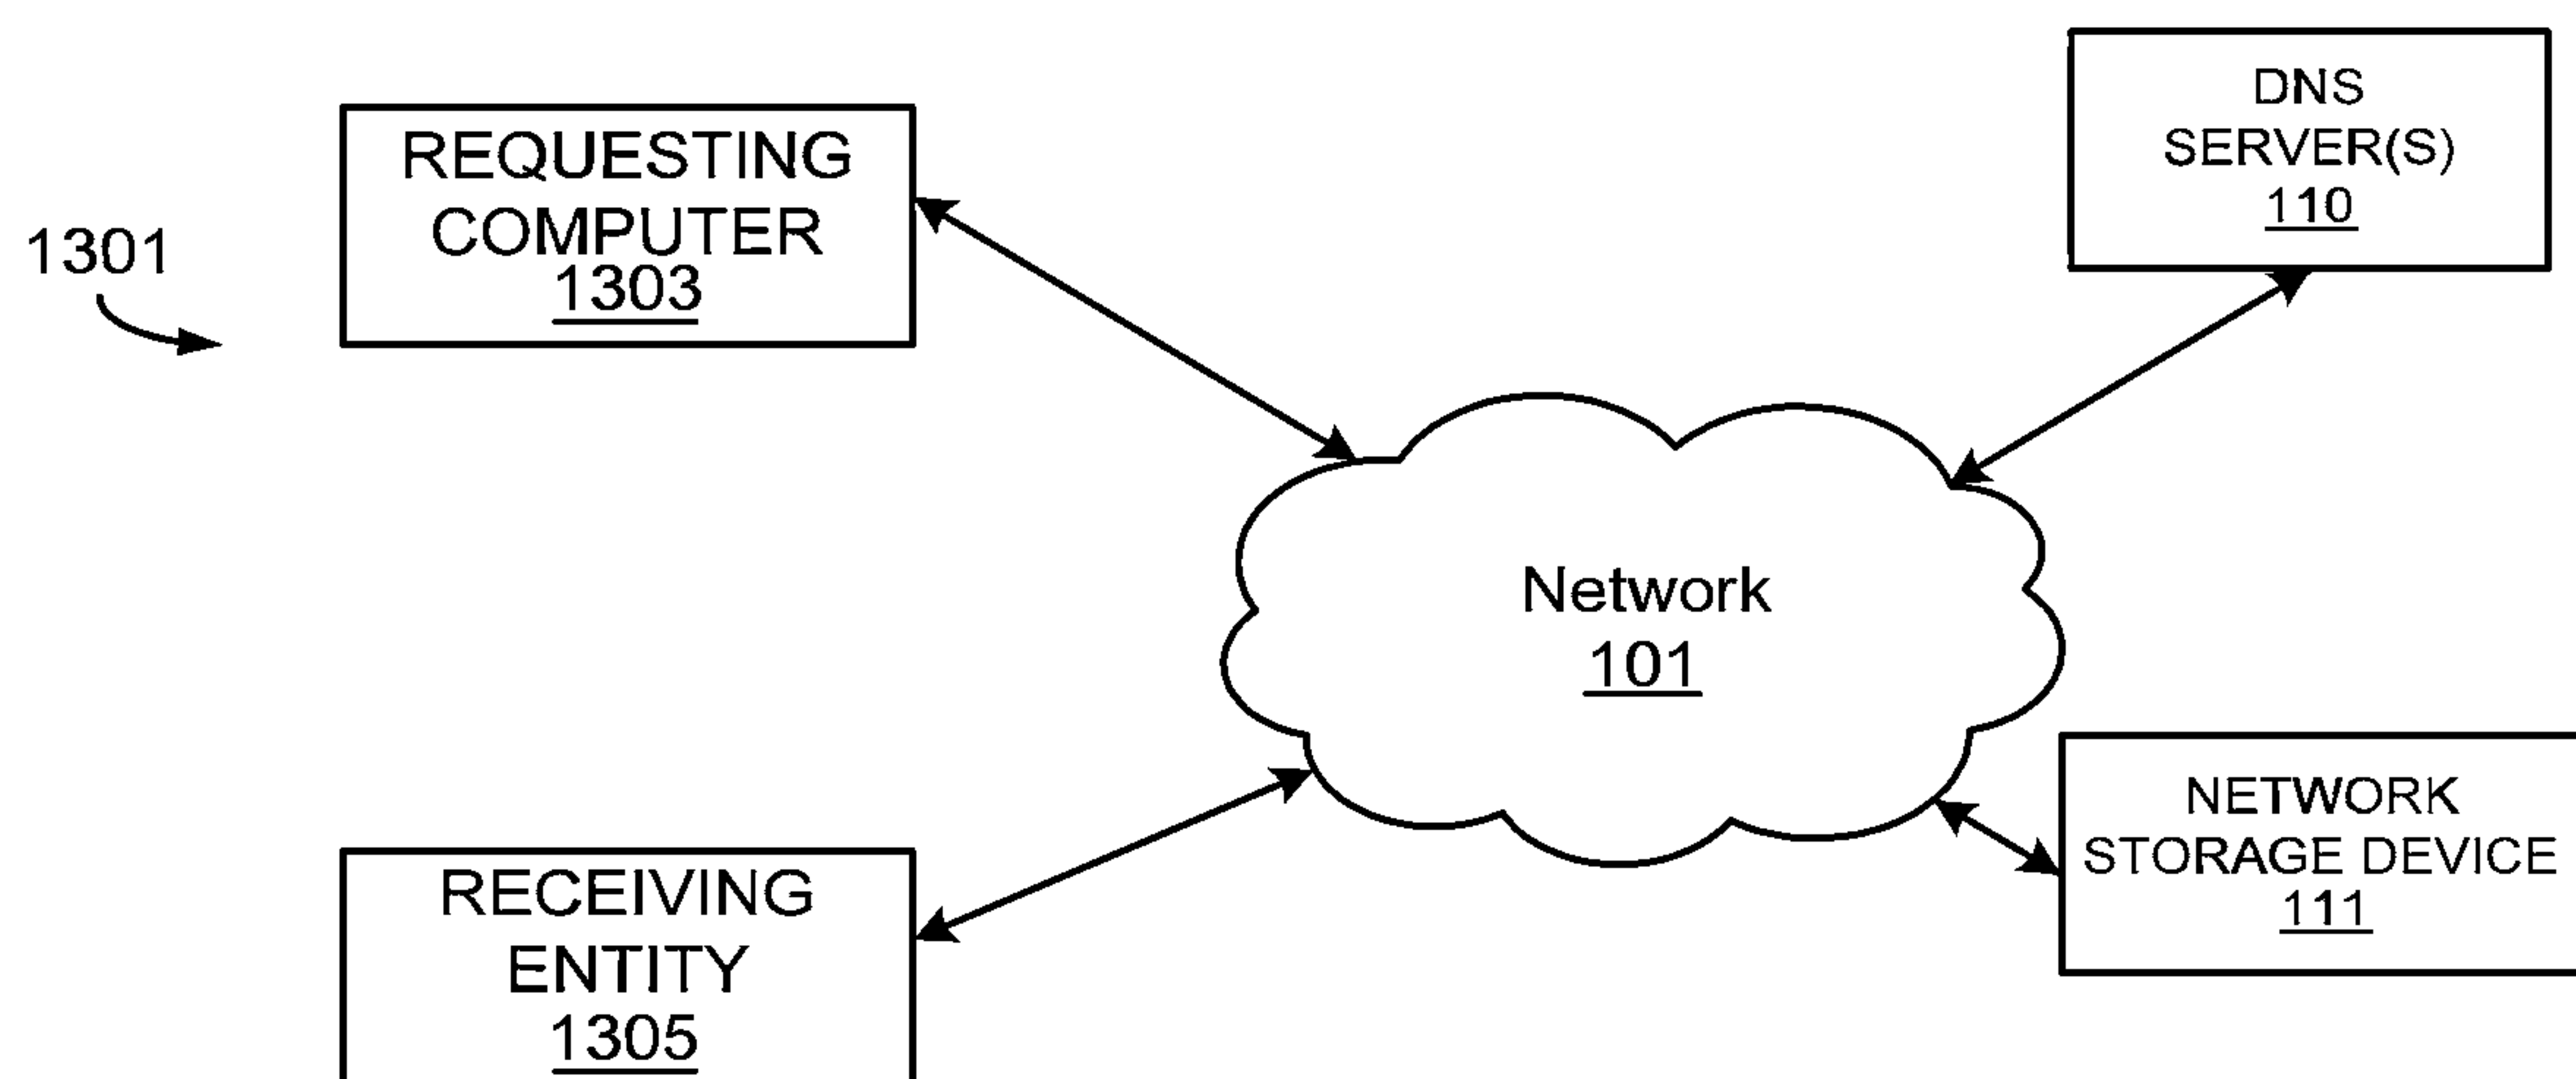 1301
REQUESTING
COMPUTER
1303
DNS
SERVER(S)
110
Network
101
RECEIVING
ENTITY
1305
NETWORK
STORAGE DEVICE
111